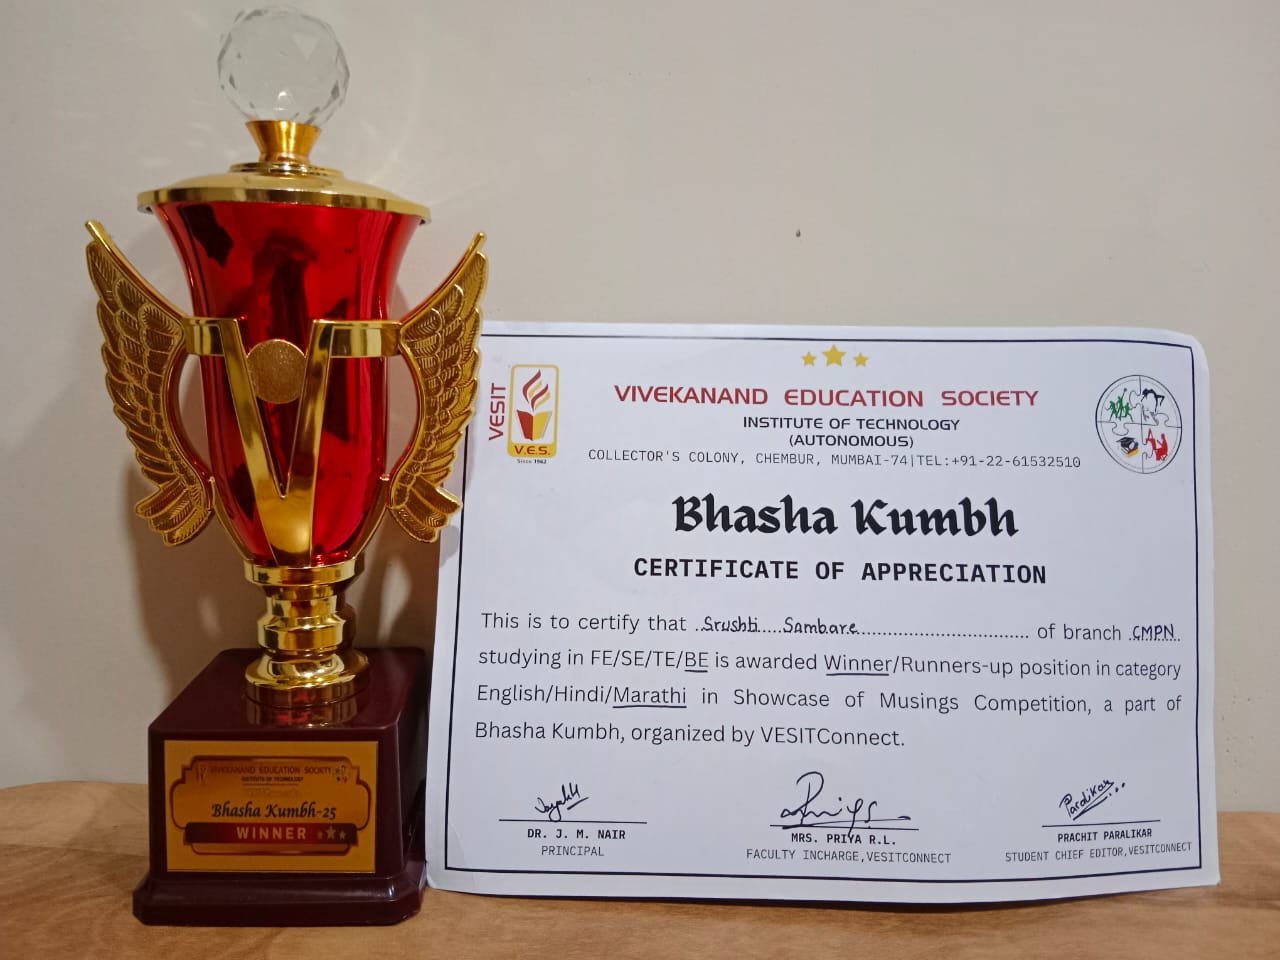 VESIT
V.E.S.
Since 1962
VIVEKANAND EDUCATION SOCIETY
INSTITUTE OF TECHNOLOGY
(AUTONOMOUS)
COLLECTOR'S COLONY, CHEMBUR, MUMBAI-74|TEL:+91-22-61532510
Bhasha Kumbh
CERTIFICATE OF APPRECIATION
This is to certify that Srushti Sambare of branch CMPN
studying in FE/SE/TE/BE is awarded Winner/Runners-up position in category
English/Hindi/Marathi in Showcase of Musings Competition, a part of
Bhasha Kumbh, organized by VESITConnect.
DR. J. M. NAIR
PRINCIPAL
MRS. PRIYA R.L.
FACULTY INCHARGE,VESITCONNECT
Paralikar
PRACHIT PARALIKAR
STUDENT CHIEF EDITOR,VESITCONNECT
VIVEKANAND EDUCATION SOCIETY
INSTITUTE OF TECHNOLOGY
Bhasha Kumbh-25
WINNER